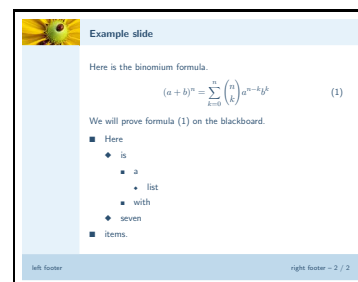 Example slide
Here is the binomium formula.
(a + b)^n = \sum_{k=0}^{n} \binom{n}{k} a^{n-k} b^k (1)
We will prove formula (1) on the blackboard.
■ Here
◆ is
■ a
• list
■ with
◆ seven
■ items.
left footer right footer – 2 / 2